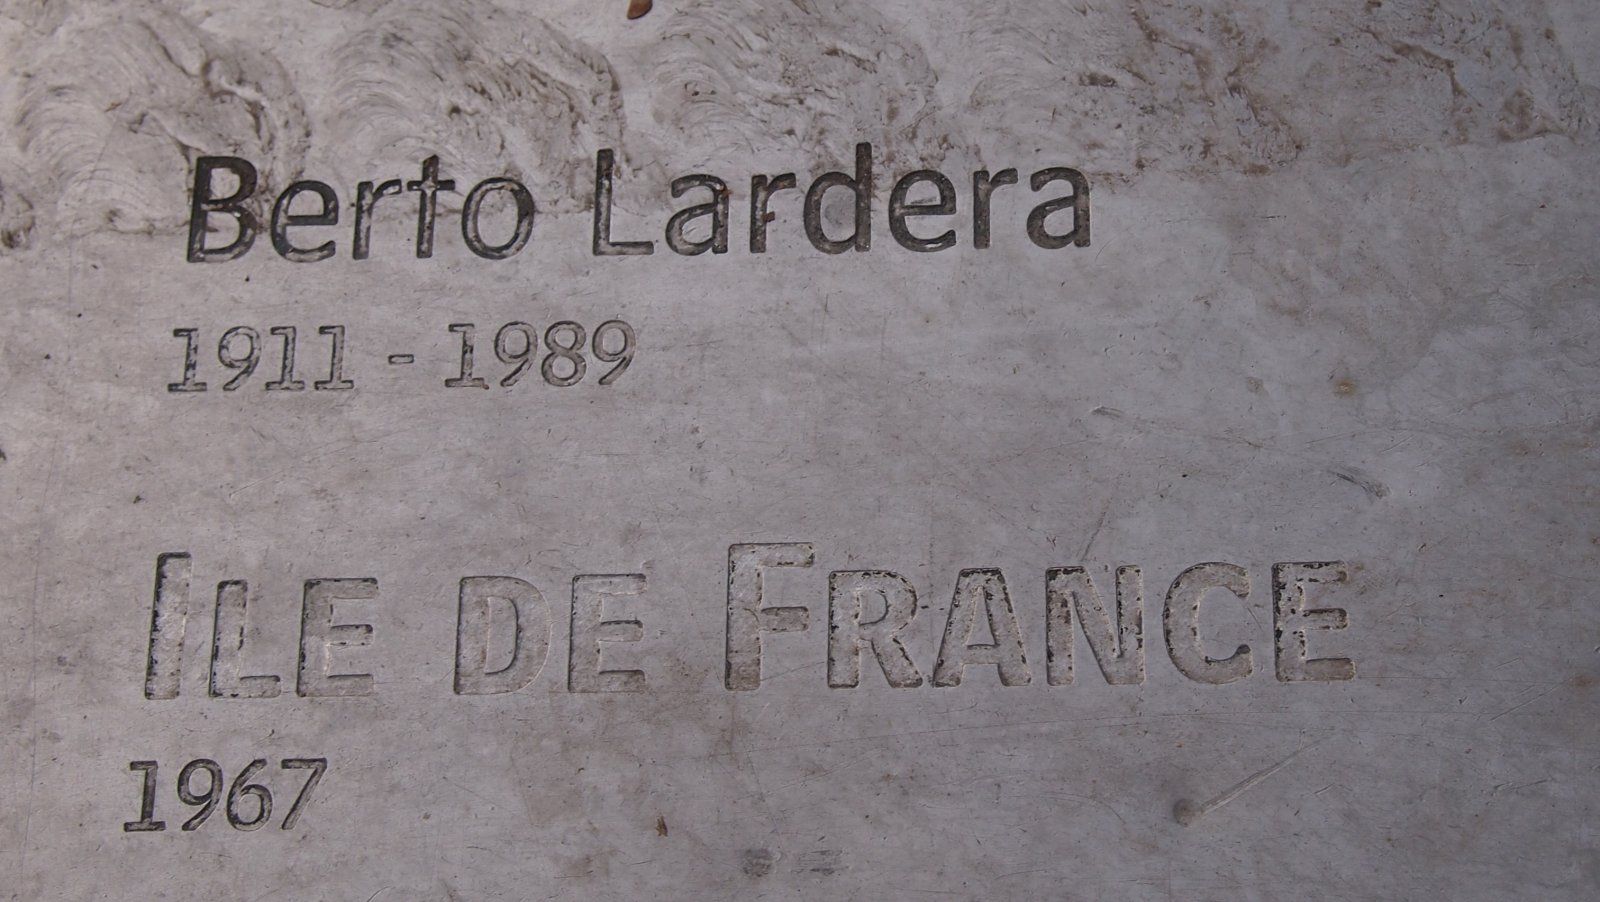 Berto Lardera
1911 - 1989
ILE DE FRANCE
1967